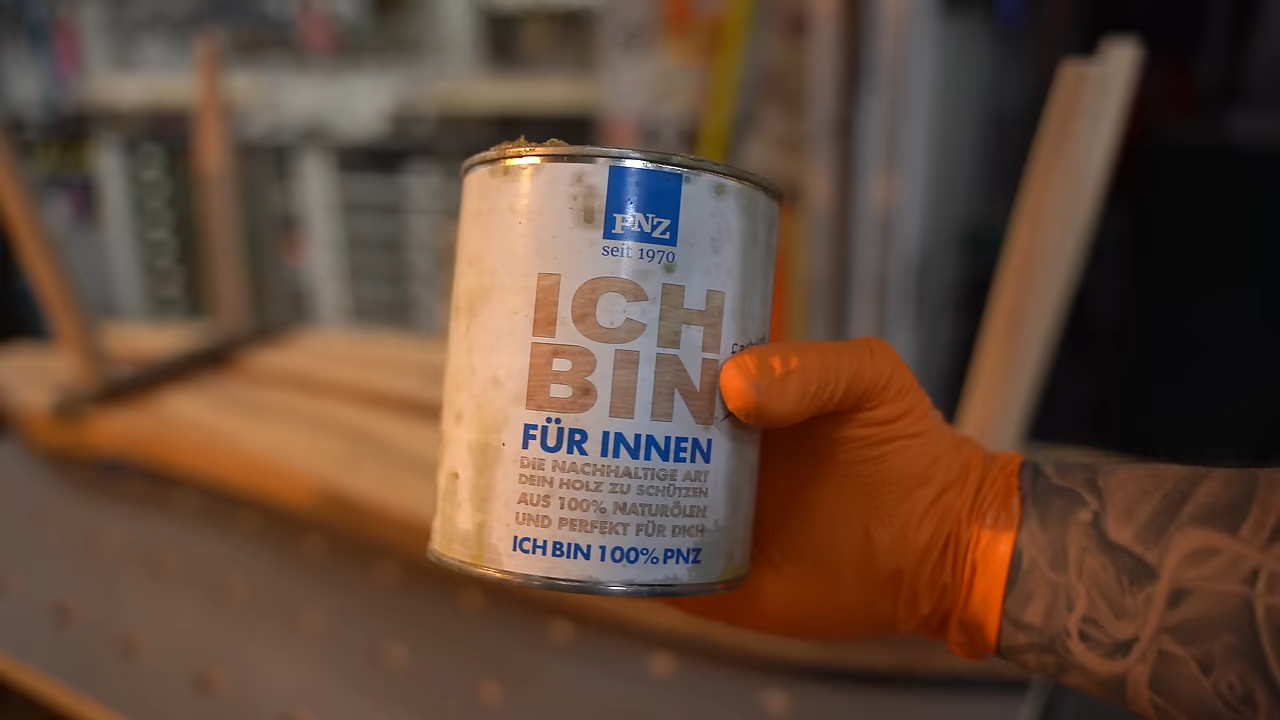 PNZ
seit 1970
ICH
BIN
FÜR INNEN
DIE NACHHALTIGE ART
DEIN HOLZ ZU SCHÜTZEN
AUS 100% NATURÖLEN
UND PERFEKT FÜR DICH
ICH BIN 100% PNZ